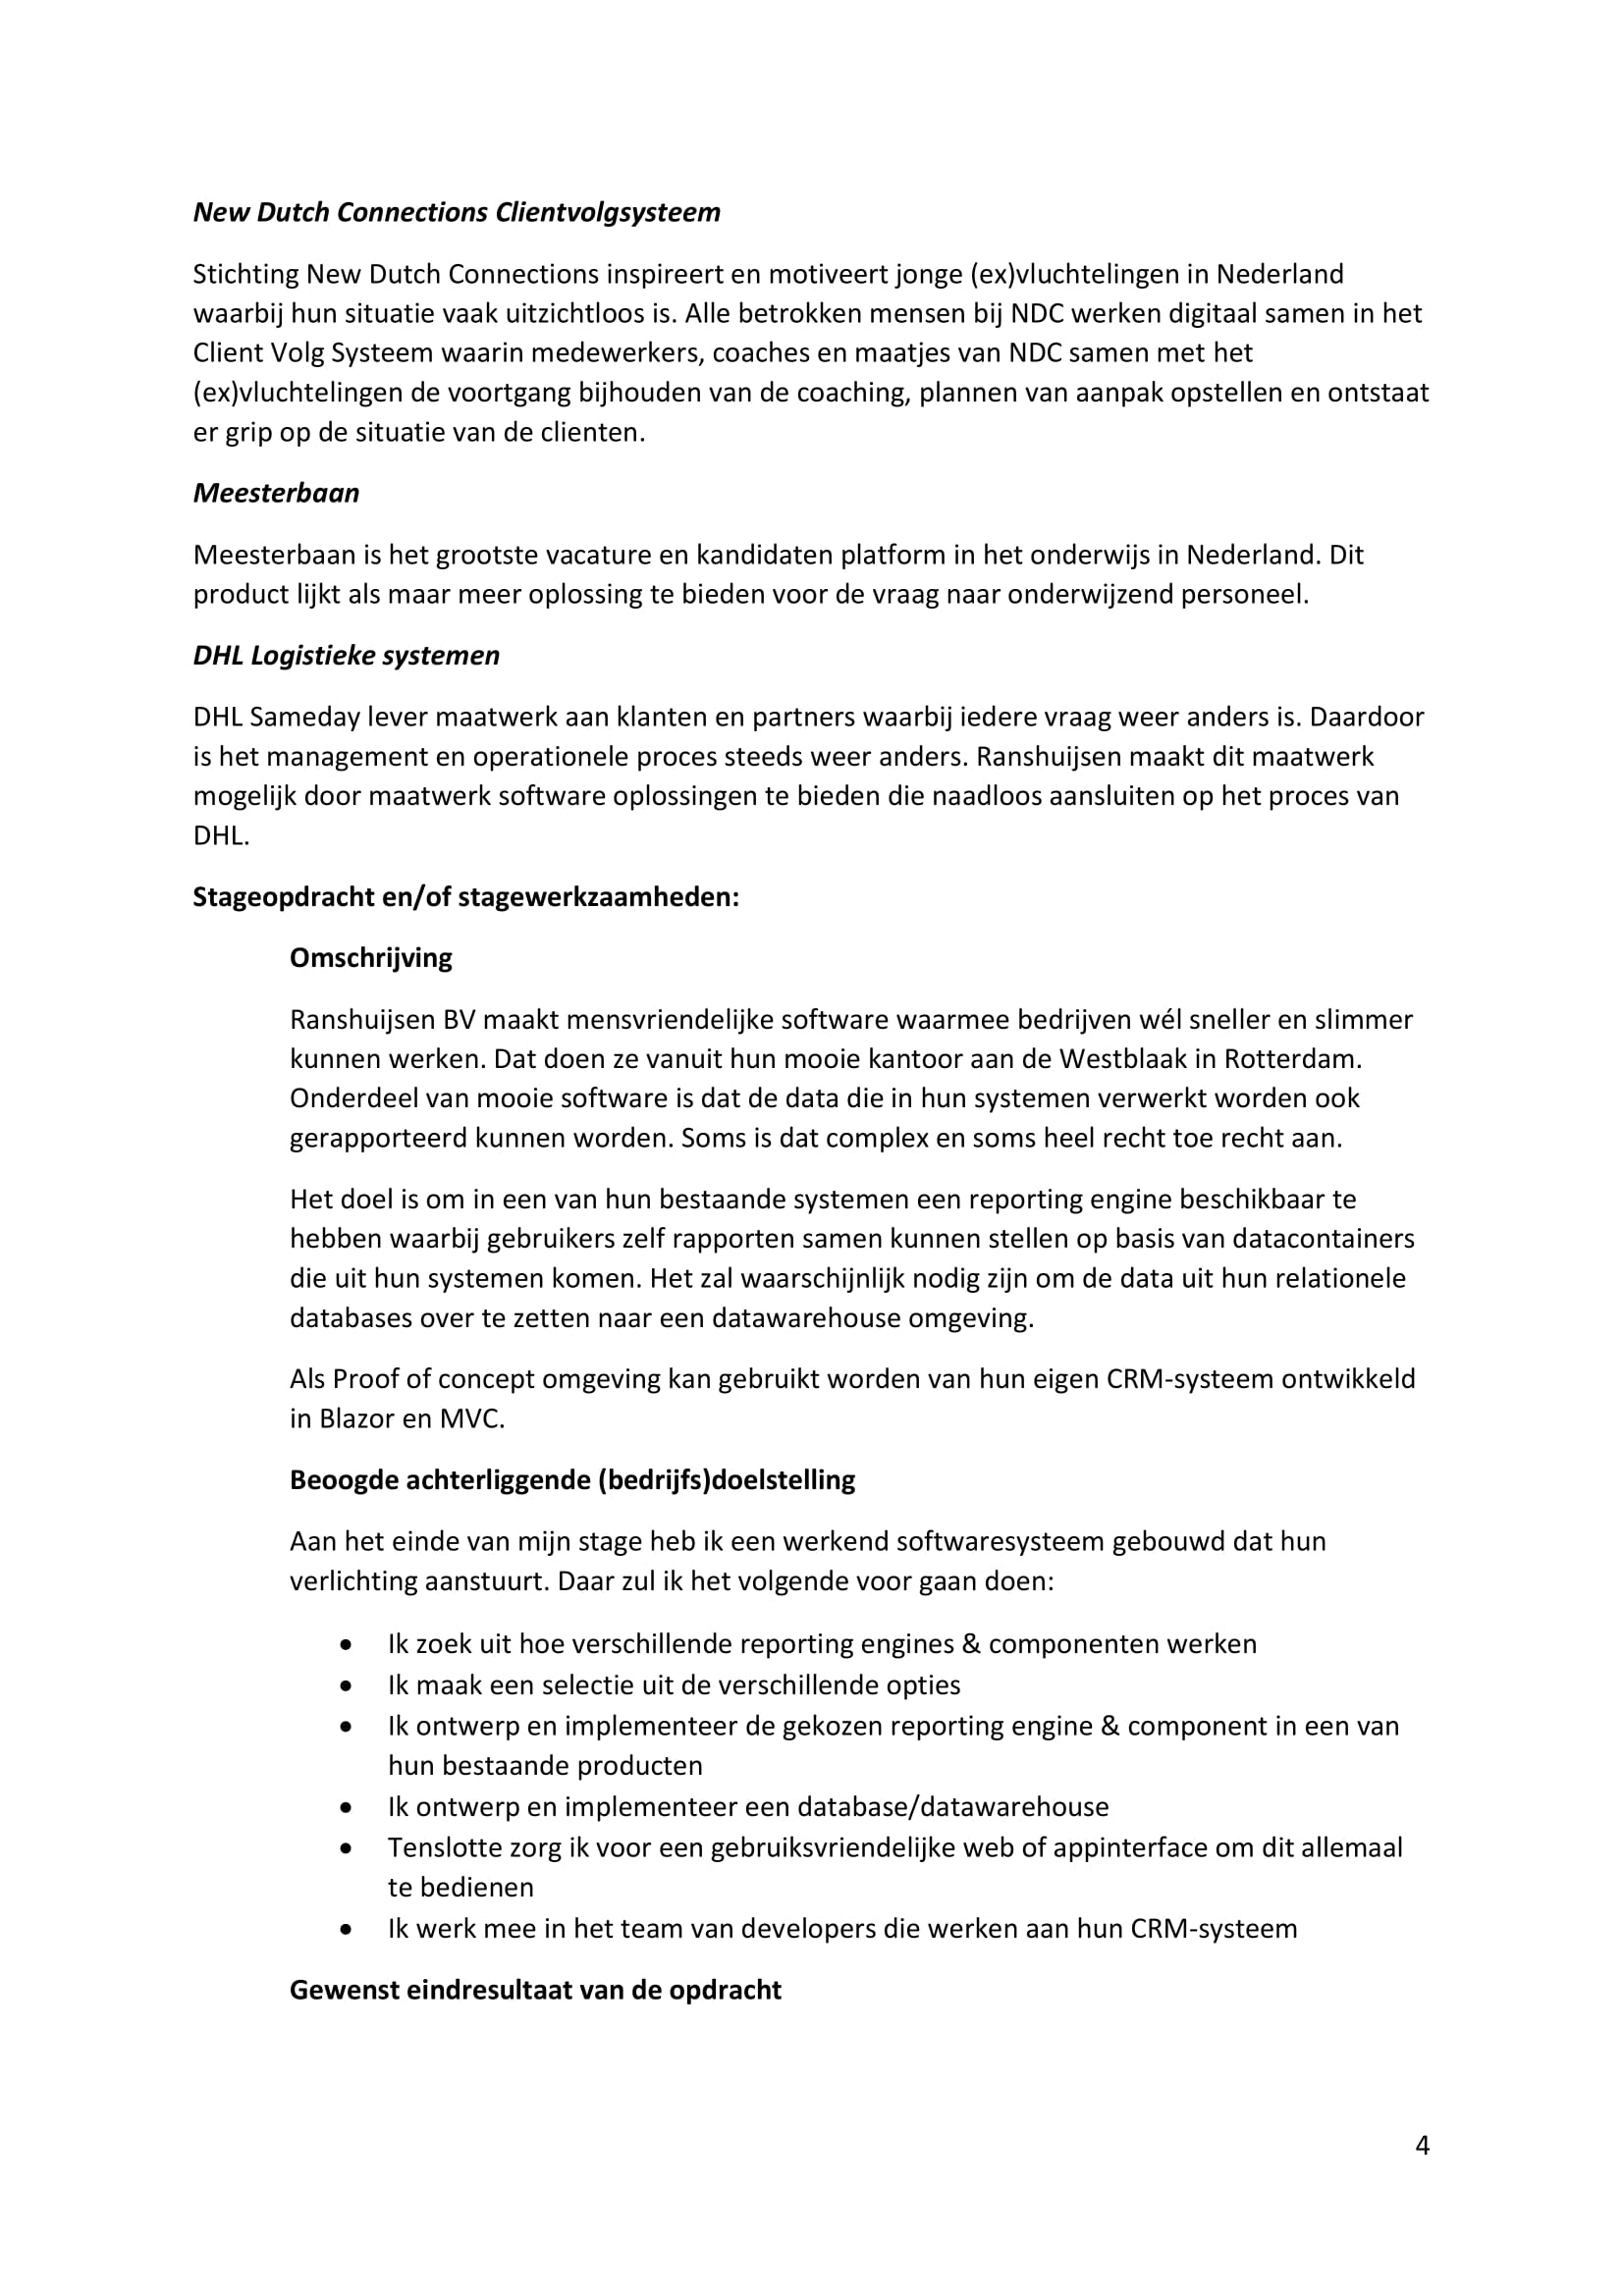 New Dutch Connections Clientvolgsysteem
Stichting New Dutch Connections inspireert en motiveert jonge (ex)vluchtelingen in Nederland
waarbij hun situatie vaak uitzichtloos is. Alle betrokken mensen bij NDC werken digitaal samen in het
Client Volg Systeem waarin medewerkers, coaches en maatjes van NDC samen met het
(ex)vluchtelingen de voortgang bijhouden van de coaching, plannen van aanpak opstellen en ontstaat
er grip op de situatie van de clienten.
Meesterbaan
Meesterbaan is het grootste vacature en kandidaten platform in het onderwijs in Nederland. Dit
product lijkt als maar meer oplossing te bieden voor de vraag naar onderwijzend personeel.
DHL Logistieke systemen
DHL Sameday lever maatwerk aan klanten en partners waarbij iedere vraag weer anders is. Daardoor
is het management en operationele proces steeds weer anders. Ranshuijsen maakt dit maatwerk
mogelijk door maatwerk software oplossingen te bieden die naadloos aansluiten op het proces van
DHL.
Stageopdracht en/of stagewerkzaamheden:
Omschrijving
Ranshuijsen BV maakt mensvriendelijke software waarmee bedrijven wél sneller en slimmer
kunnen werken. Dat doen ze vanuit hun mooie kantoor aan de Westblaak in Rotterdam.
Onderdeel van mooie software is dat de data die in hun systemen verwerkt worden ook
gerapporteerd kunnen worden. Soms is dat complex en soms heel recht toe recht aan.
Het doel is om in een van hun bestaande systemen een reporting engine beschikbaar te
hebben waarbij gebruikers zelf rapporten samen kunnen stellen op basis van datacontainers
die uit hun systemen komen. Het zal waarschijnlijk nodig zijn om de data uit hun relationele
databases over te zetten naar een datawarehouse omgeving.
Als Proof of concept omgeving kan gebruikt worden van hun eigen CRM-systeem ontwikkeld
in Blazor en MVC.
Beoogde achterliggende (bedrijfs)doelstelling
Aan het einde van mijn stage heb ik een werkend softwaresysteem gebouwd dat hun
verlichting aanstuurt. Daar zul ik het volgende voor gaan doen:
• Ik zoek uit hoe verschillende reporting engines & componenten werken
• Ik maak een selectie uit de verschillende opties
• Ik ontwerp en implementeer de gekozen reporting engine & component in een van
hun bestaande producten
• Ik ontwerp en implementeer een database/datawarehouse
• Tenslotte zorg ik voor een gebruiksvriendelijke web of appinterface om dit allemaal
te bedienen
• Ik werk mee in het team van developers die werken aan hun CRM-systeem
Gewenst eindresultaat van de opdracht
4